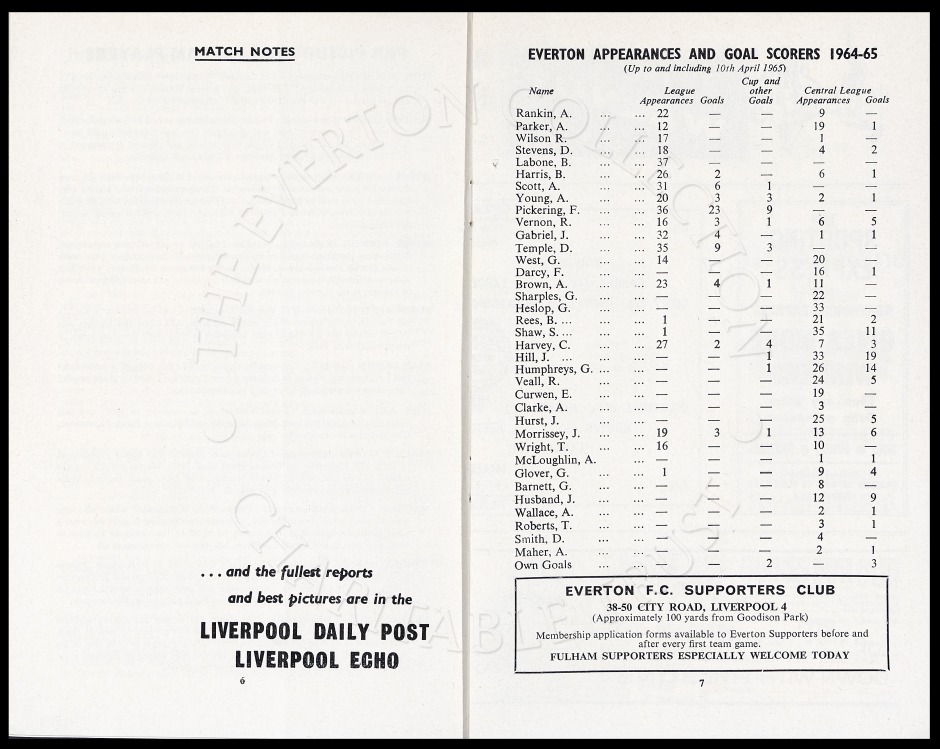 MATCH NOTES
... and the fullest reports
and best pictures are in the
LIVERPOOL DAILY POST
LIVERPOOL ECHO
6
EVERTON APPEARANCES AND GOAL SCORERS 1964-65
(Up to and including 10th April 1965)
Name League Appearances Goals Cup and other Goals Central League Appearances Goals
Rankin, A. ... ... 22 — — 9 —
Parker, A. ... ... 12 — — 19 1
Wilson R. ... ... 17 — — 1 —
Stevens, D. ... ... 18 — — 4 2
Labone, B. ... ... 37 — — — —
Harris, B. ... ... 26 2 — 6 1
Scott, A. ... ... 31 6 1 — —
Young, A. ... ... 20 3 3 2 1
Pickering, F. ... ... 36 23 9 — —
Vernon, R. ... ... 16 3 1 6 5
Gabriel, J. ... ... 32 4 — 1 1
Temple, D. ... ... 35 9 3 — —
West, G. ... ... 14 — — 20 —
Darcy, F. ... ... — — — 16 1
Brown, A. ... ... 23 4 1 11 —
Sharples, G. ... ... — — — 22 —
Heslop, G. ... ... — — — 33 —
Rees, B. ... ... ... 1 — — 21 2
Shaw, S. ... ... ... 1 — — 35 11
Harvey, C. ... ... 27 2 4 7 3
Hill, J. ... ... ... — — 1 33 19
Humphreys, G. ... ... — — 1 26 14
Veall, R. ... ... — — — 24 5
Curwen, E. ... ... — — — 19 —
Clarke, A. ... ... — — — 3 —
Hurst, J. ... ... — — — 25 5
Morrissey, J. ... ... 19 3 1 13 6
Wright, T. ... ... 16 — — 10 —
McLoughlin, A. ... — — — 1 1
Glover, G. ... ... 1 — — 9 4
Barnett, G. ... ... — — — 8 —
Husband, J. ... ... — — — 12 9
Wallace, A. ... ... — — — 2 1
Roberts, T. ... ... — — — 3 1
Smith, D. ... ... — — — 4 —
Maher, A. ... ... — — — 2 1
Own Goals ... ... — — 2 — 3
EVERTON F.C. SUPPORTERS CLUB
38-50 CITY ROAD, LIVERPOOL 4
(Approximately 100 yards from Goodison Park)
Membership application forms available to Everton Supporters before and
after every first team game.
FULHAM SUPPORTERS ESPECIALLY WELCOME TODAY
7
THE EVERTON COLLECTION
CHARITABLE TRUST